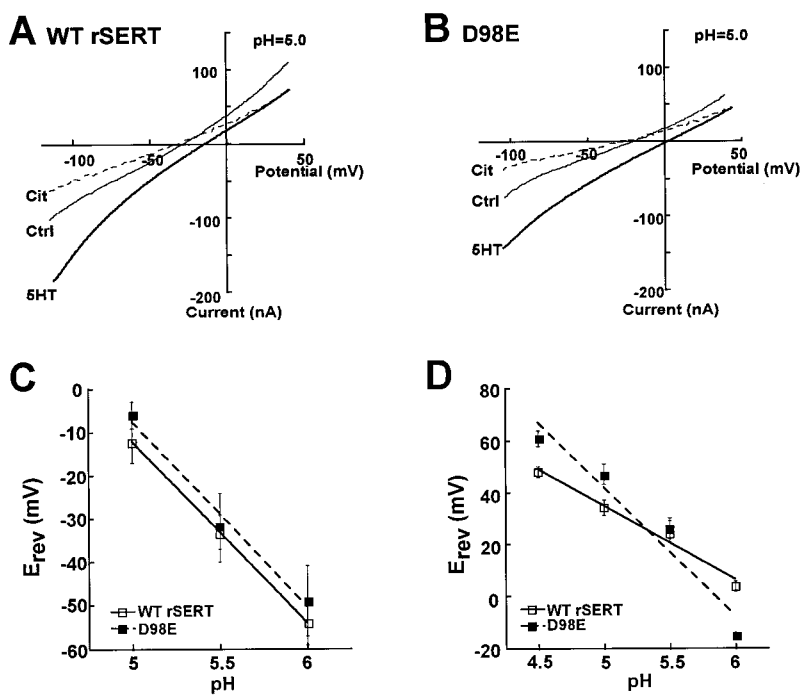 A WT rSERT
pH=5.0
100
-100
-50
50
Potential (mV)
Cit
Ctrl
-100
5HT
-200
Current (nA)
B D98E
pH=5.0
100
-100
-50
50
Potential (mV)
Cit
Ctrl
-100
5HT
-200
Current (nA)
C
0
-10
-20
-30
-40
-50
-60
Erev (mV)
WT rSERT
D98E
5
5.5
6
pH
D
80
60
40
20
0
-20
Erev (mV)
WT rSERT
D98E
4.5
5
5.5
6
pH